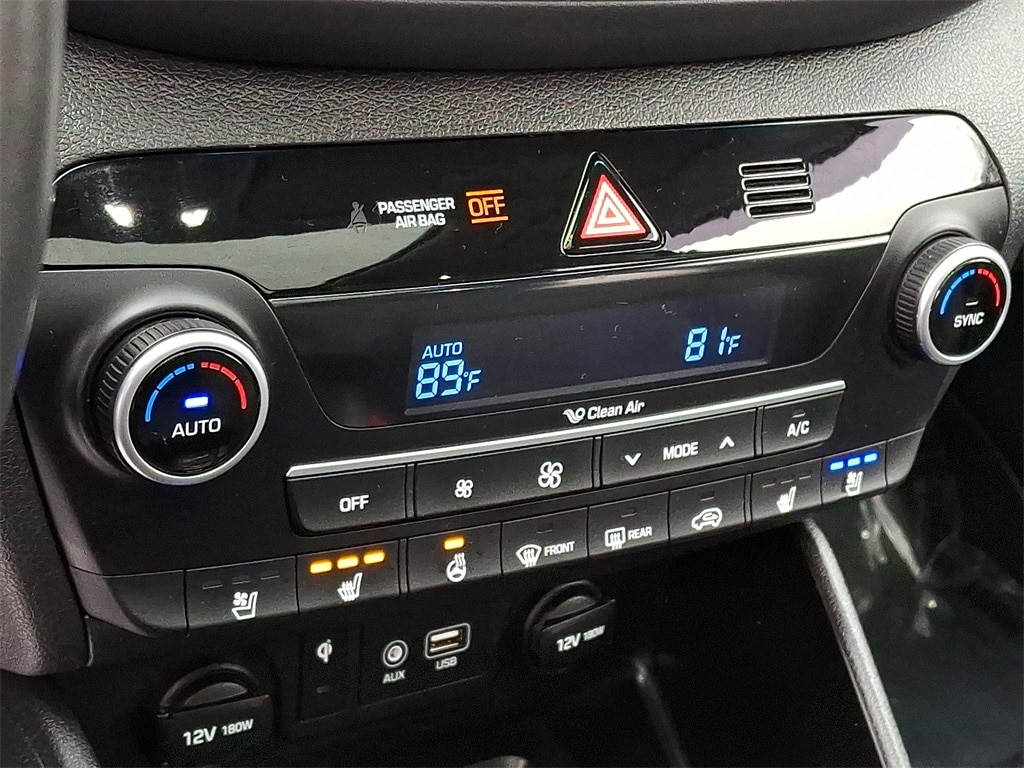 PASSENGER
AIR BAG
OFF
AUTO
89°F
81°F
SYNC
AUTO
Clean Air
OFF
MODE
A/C
FRONT
REAR
AUX
USB
12V 180W
12V 180W